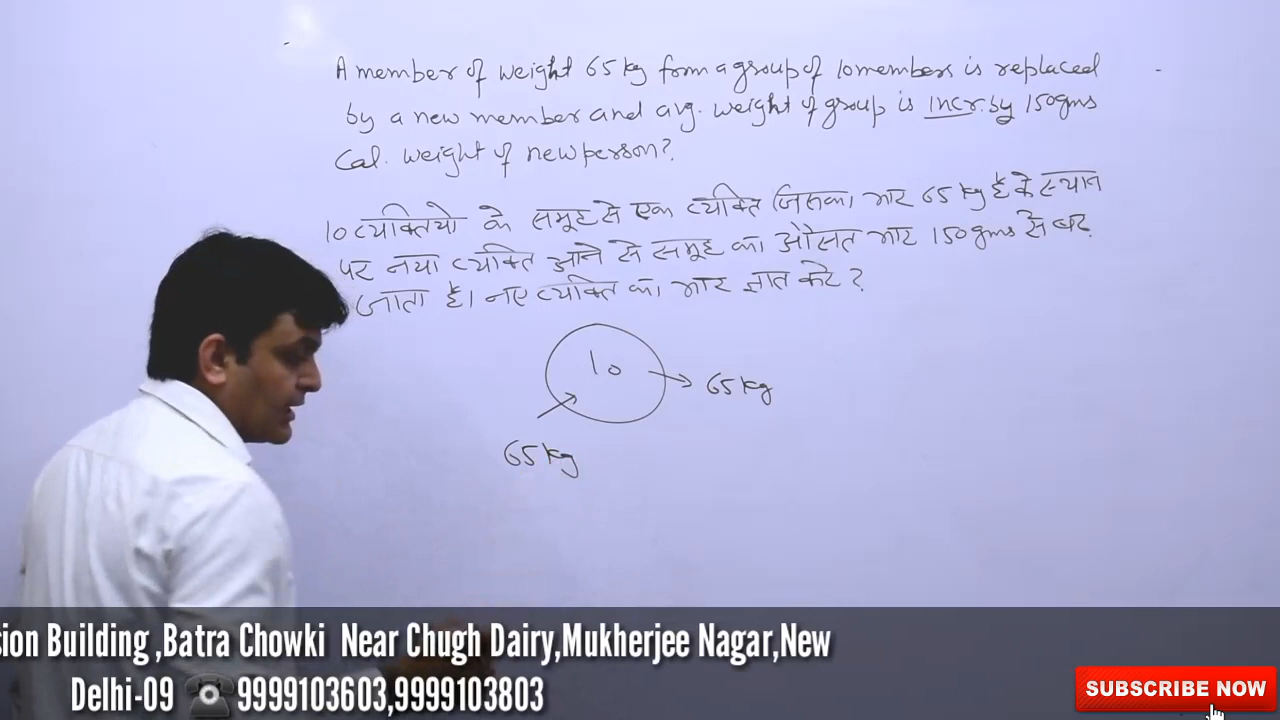 A member of weight 65 kg form a group of 10 members is replaced
by a new member and avg. weight of group is incr. by 150gms
Cal. weight of new person?
10 व्यक्तियो के समूह से एक व्यक्ति जिसका भार 65 kg है के स्थान
पर नया व्यक्ति आने से समूह का औसत भार 150gms से बढ़
जाता है। नए व्यक्ति का भार ज्ञात करे?
10
65 kg
65 kg
sion Building ,Batra Chowki Near Chugh Dairy,Mukherjee Nagar,New
Delhi-09 ☎ 9999103603,9999103803
SUBSCRIBE NOW